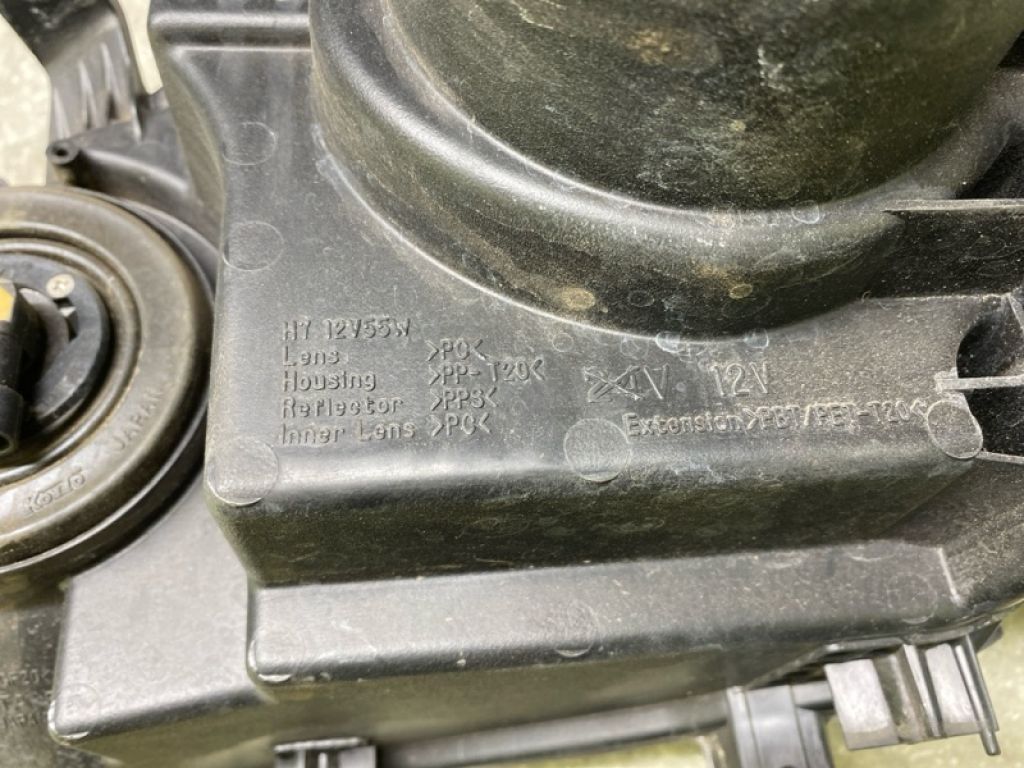 H7 12V55W
Lens >PC<
Housing >PP-T20<
Reflector >PPS<
Inner Lens >PC<
24V 12V
Extension >PBT/PET-T20<
JAPAN
KOITO